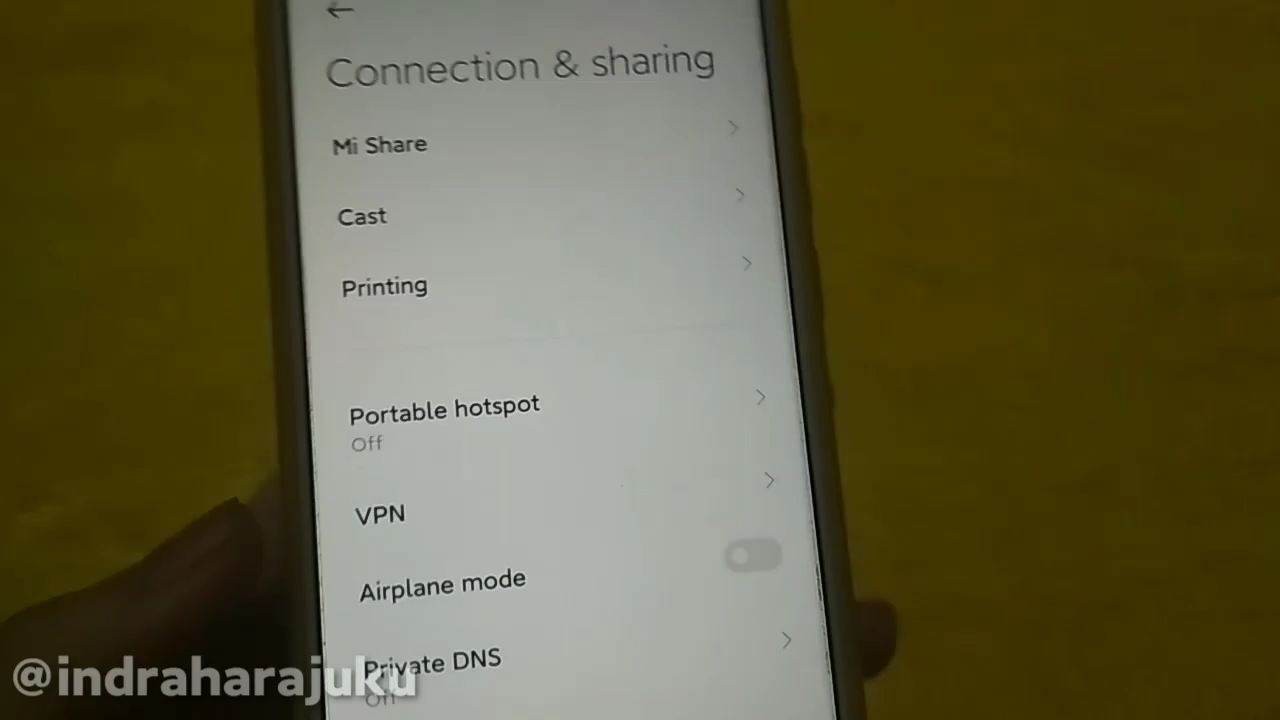 Connection & sharing
Mi Share
Cast
Printing
Portable hotspot
Off
VPN
Airplane mode
Private DNS
@indraharajuku